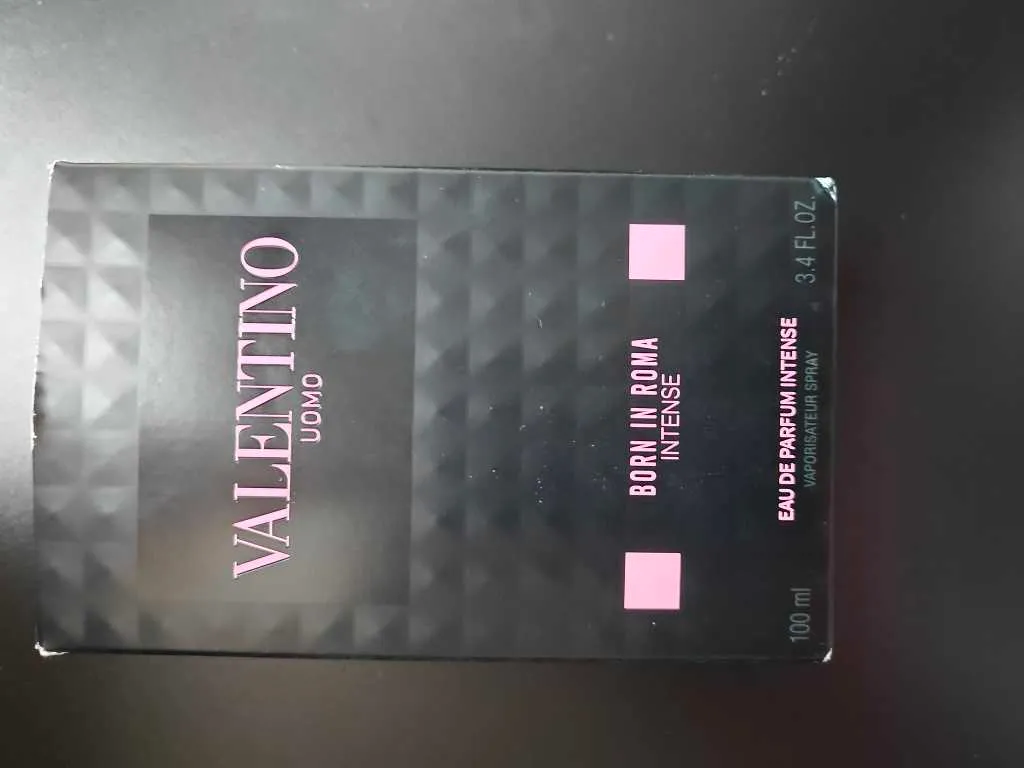 VALENTINO
UOMO
BORN IN ROMA
INTENSE
EAU DE PARFUM INTENSE
100 ml VAPORISATEUR SPRAY 3.4 FL.OZ.